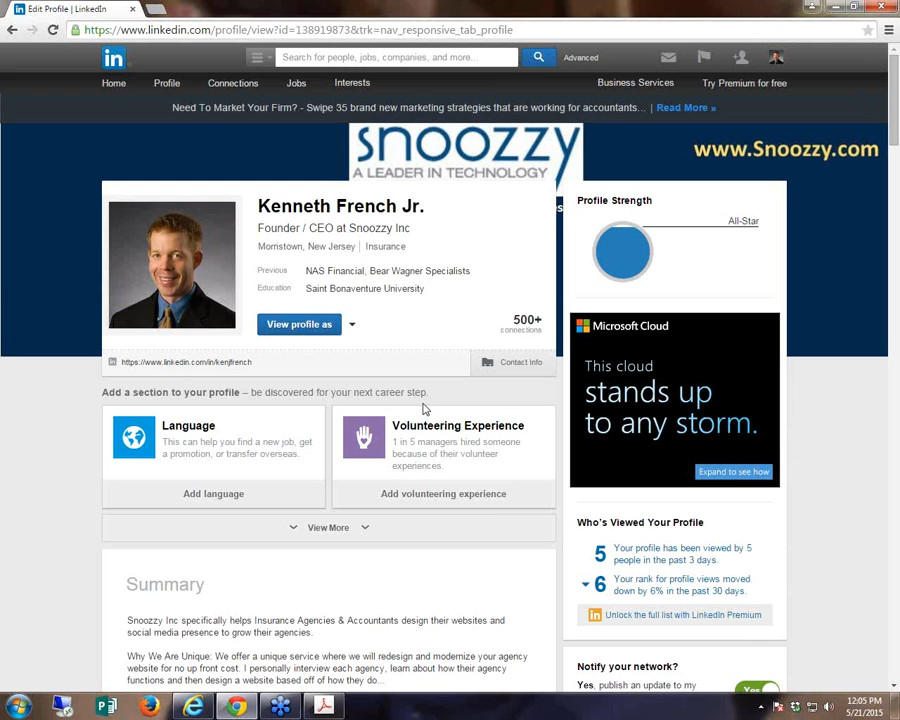 Edit Profile | LinkedIn
https://www.linkedin.com/profile/view?id=138919873&trk=nav_responsive_tab_profile
in
Search for people, jobs, companies, and more...
Advanced
Home Profile Connections Jobs Interests Business Services Try Premium for free
Need To Market Your Firm? - Swipe 35 brand new marketing strategies that are working for accountants... | Read More »
snoozzy
A LEADER IN TECHNOLOGY
www.Snoozzy.com
Kenneth French Jr.
Founder / CEO at Snoozzy Inc
Morristown, New Jersey | Insurance
Previous NAS Financial, Bear Wagner Specialists
Education Saint Bonaventure University
View profile as
500+
connections
https://www.linkedin.com/in/kenjfrench
Contact Info
Add a section to your profile – be discovered for your next career step.
Language
This can help you find a new job, get
a promotion, or transfer overseas.
Add language
Volunteering Experience
1 in 5 managers hired someone
because of their volunteer
experiences.
Add volunteering experience
View More
Summary
Snoozzy Inc specifically helps Insurance Agencies & Accountants design their websites and
social media presence to grow their agencies.
Why We Are Unique: We offer a unique service where we will redesign and modernize your agency
website for no up front cost. I personally interview each agency, learn about how their agency
functions and then design a website based off of how they do...
Profile Strength
All-Star
Microsoft Cloud
This cloud
stands up
to any storm.
Expand to see how
Who's Viewed Your Profile
5 Your profile has been viewed by 5
people in the past 3 days.
6 Your rank for profile views moved
down by 6% in the past 30 days.
in Unlock the full list with LinkedIn Premium
Notify your network?
Yes, publish an update to my
Yes
12:05 PM
5/21/2015